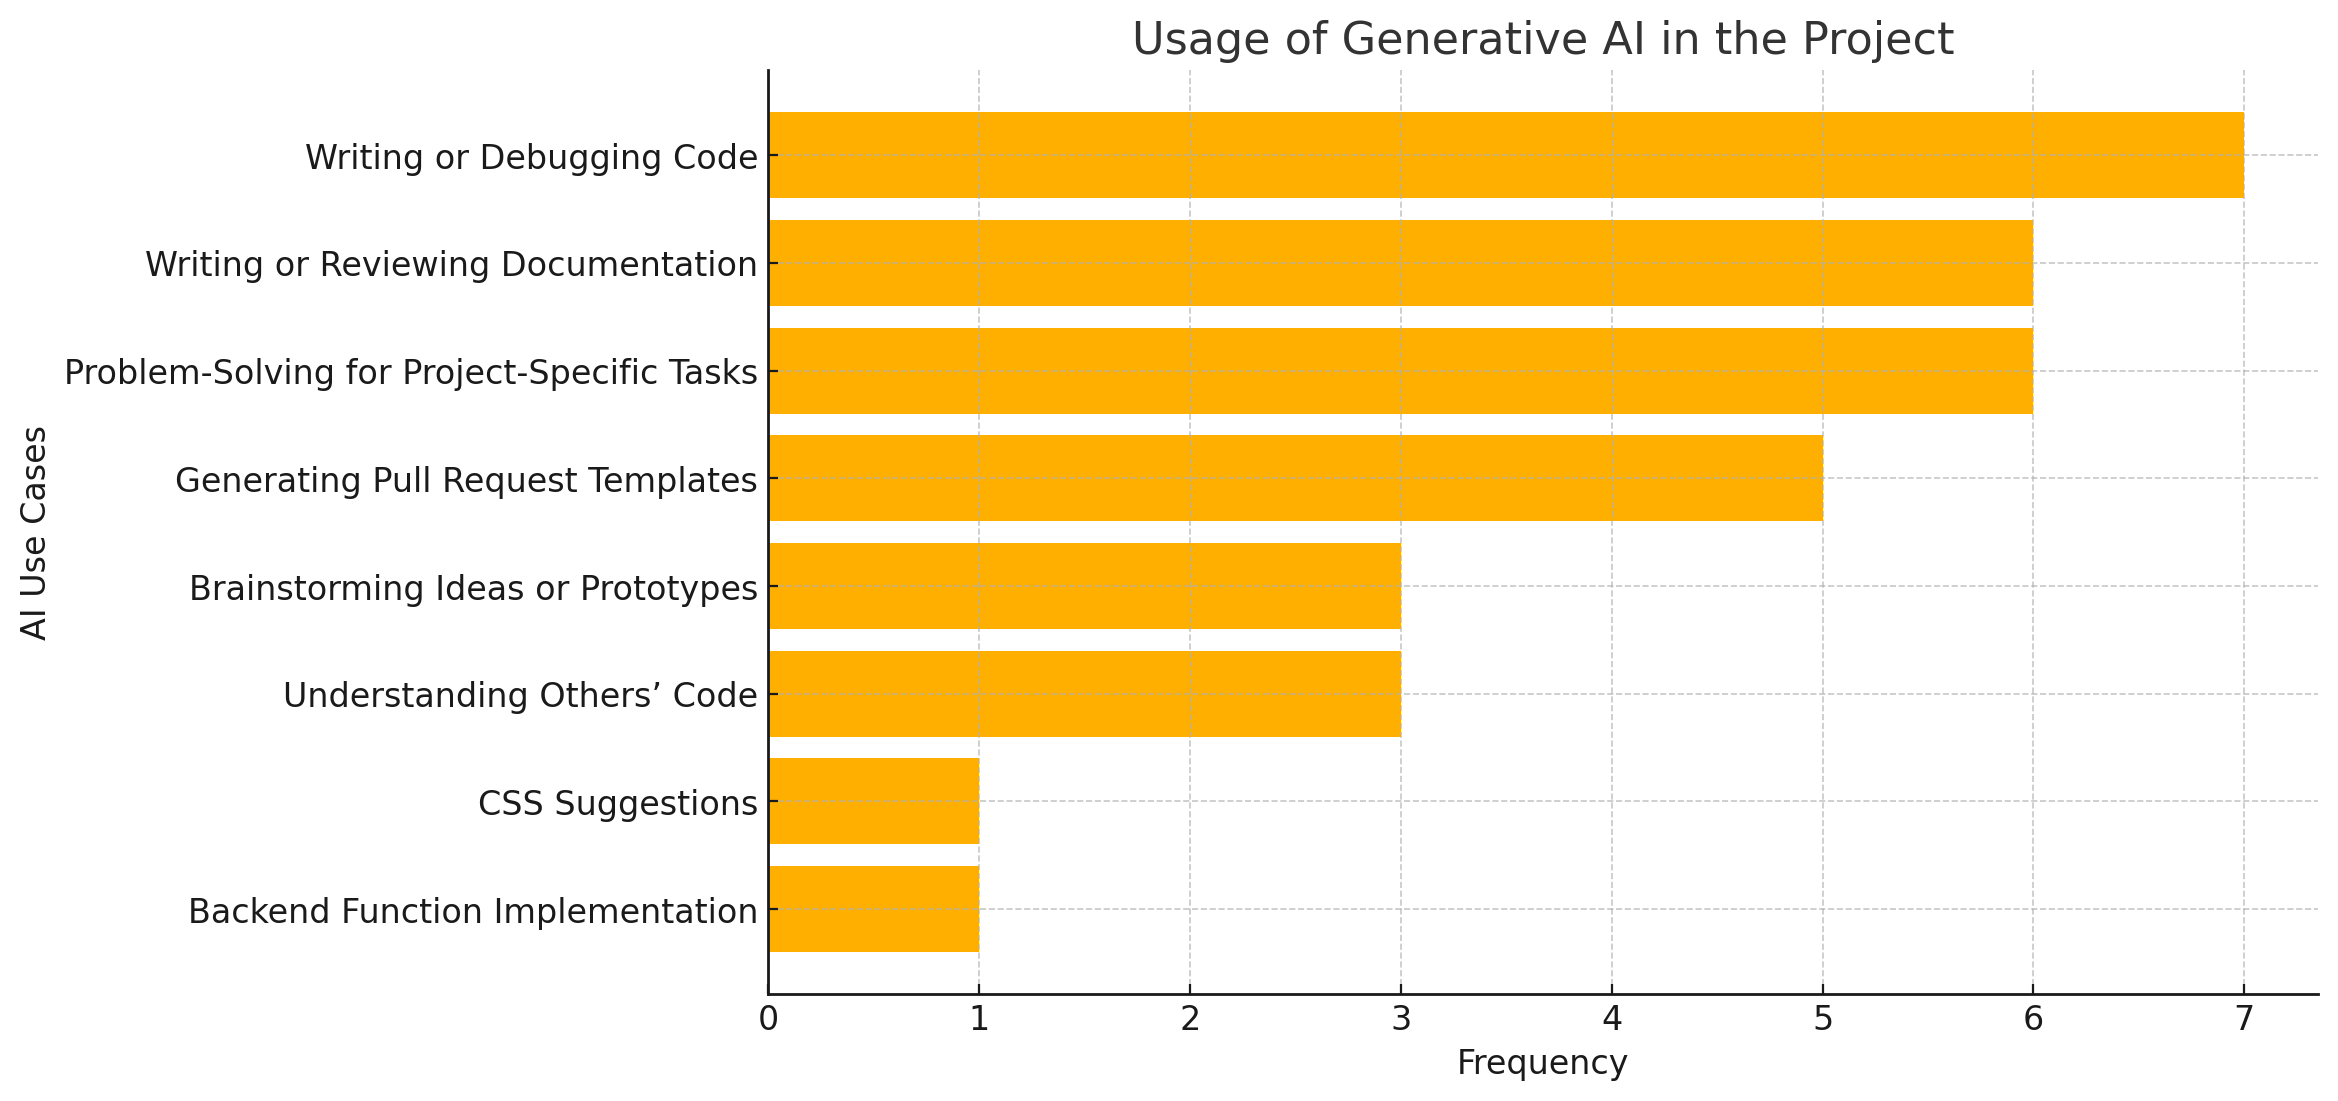 Usage of Generative AI in the Project
Writing or Debugging Code
Writing or Reviewing Documentation
Problem-Solving for Project-Specific Tasks
Generating Pull Request Templates
Brainstorming Ideas or Prototypes
Understanding Others’ Code
CSS Suggestions
Backend Function Implementation
AI Use Cases
0 1 2 3 4 5 6 7
Frequency